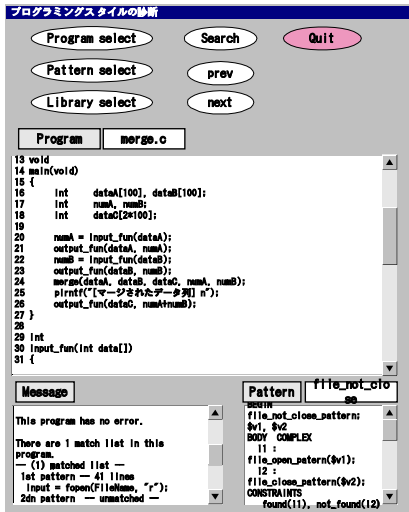 プログラミングスタイルの診断
Program select
Search
Quit
Pattern select
prev
Library select
next
Program
merge.c
13 void
14 main(void)
15 {
16 int dataA[100], dataB[100];
17 int numA, numB;
18 int dataC[2*100];
19
20 numA = input_fun(dataA);
21 output_fun(dataA, numA);
22 numB = input_fun(dataB);
23 output_fun(dataB, numB);
24 merge(dataA, dataB, dataC, numA, numB);
25 pirntf("[マージされたデータ列] n");
26 output_fun(dataC, numA+numB);
27 }
28
29 int
30 input_fun(int data[])
31 {
Message
This program has no error.
There are 1 match list in this
program.
— (1) matched list —
1st pattern — 41 lines
input = fopen(FileName, "r");
2dn pattern — unmatched —
Pattern
file_not_clo
se
BEGIN
file_not_close_pattern;
$v1, $v2
BODY COMPLEX
l1 :
file_open_patern($v1);
l2 :
file_close_pattern($v2);
CONSTRAINTS
found(l1), not_found(l2)